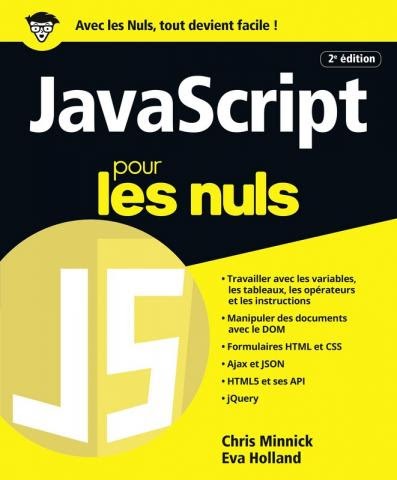 Avec les Nuls, tout devient facile !
2e édition
JavaScript
pour
les nuls
JS
• Travailler avec les variables,
les tableaux, les opérateurs
et les instructions
• Manipuler des documents
avec le DOM
• Formulaires HTML et CSS
• Ajax et JSON
• HTML5 et ses API
• jQuery
Chris Minnick
Eva Holland